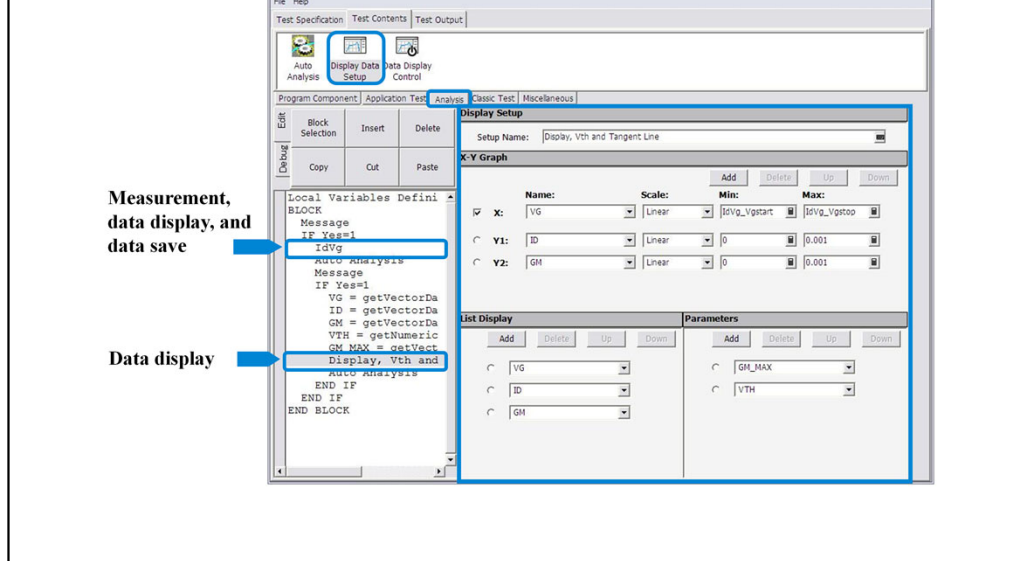 File Help
Test Specification Test Contents Test Output
Auto Analysis
Display Data Setup
Data Display Control
Program Component Application Test Analysis Classic Test Miscellaneous
Edit
Debug
Block Selection Insert Delete
Copy Cut Paste
Display Setup
Setup Name: Display, Vth and Tangent Line
X-Y Graph
Add Delete Up Down
Name: Scale: Min: Max:
X: VG Linear IdVg_Vgstart IdVg_Vgstop
Y1: ID Linear 0 0.001
Y2: GM Linear 0 0.001
List Display
Add Delete Up Down
VG
ID
GM
Parameters
Add Delete Up Down
GM_MAX
VTH
Measurement,
data display, and
data save
Data display
Local Variables Defini
BLOCK
Message
IF Yes=1
IdVg
Auto Analysis
Message
IF Yes=1
VG = getVectorDa
ID = getVectorDa
GM = getVectorDa
VTH = getNumeric
GM_MAX = getVect
Display, Vth and
Auto Analysis
END IF
END IF
END BLOCK